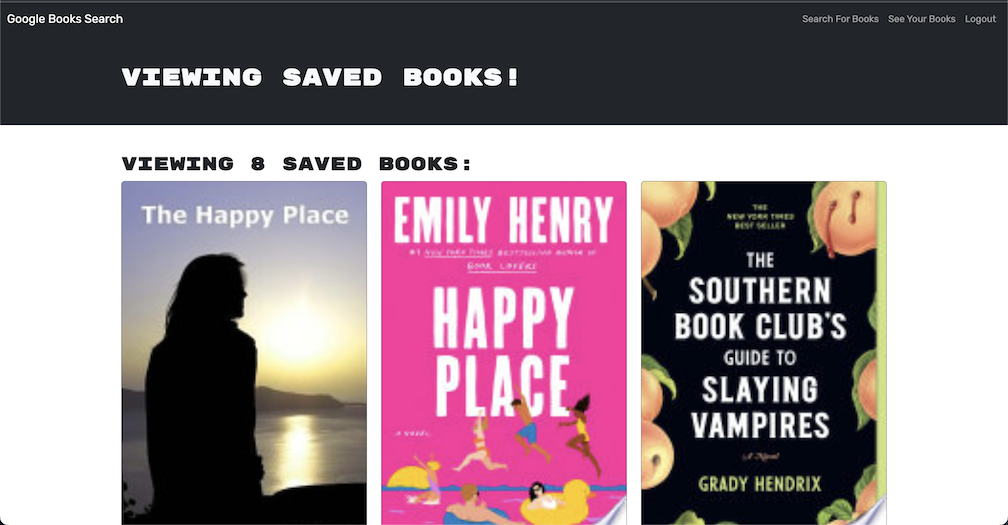 Google Books Search
Search For Books See Your Books Logout
VIEWING SAVED BOOKS!
VIEWING 8 SAVED BOOKS:
The Happy Place
EMILY HENRY
#1 NEW YORK TIMES BESTSELLING AUTHOR OF
BOOK LOVERS
HAPPY
PLACE
A NOVEL
THE
NEW YORK TIMES
BEST SELLER
THE
SOUTHERN
BOOK CLUB'S
GUIDE TO
SLAYING
VAMPIRES
A Novel
GRADY HENDRIX